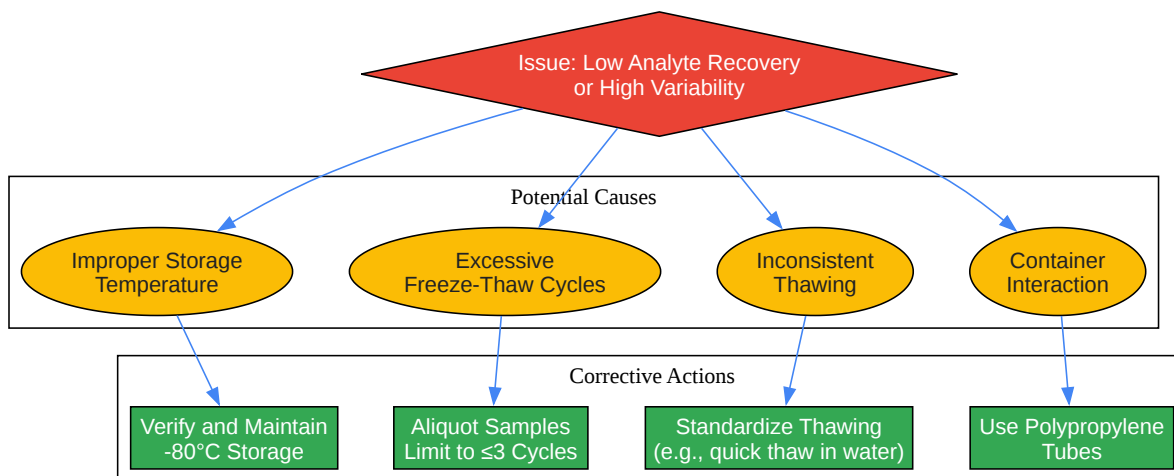 Issue: Low Analyte Recovery
or High Variability
Potential Causes
Improper Storage
Temperature
Excessive
Freeze-Thaw Cycles
Inconsistent
Thawing
Container
Interaction
Corrective Actions
Verify and Maintain
-80°C Storage
Aliquot Samples
Limit to ≤3 Cycles
Standardize Thawing
(e.g., quick thaw in water)
Use Polypropylene
Tubes